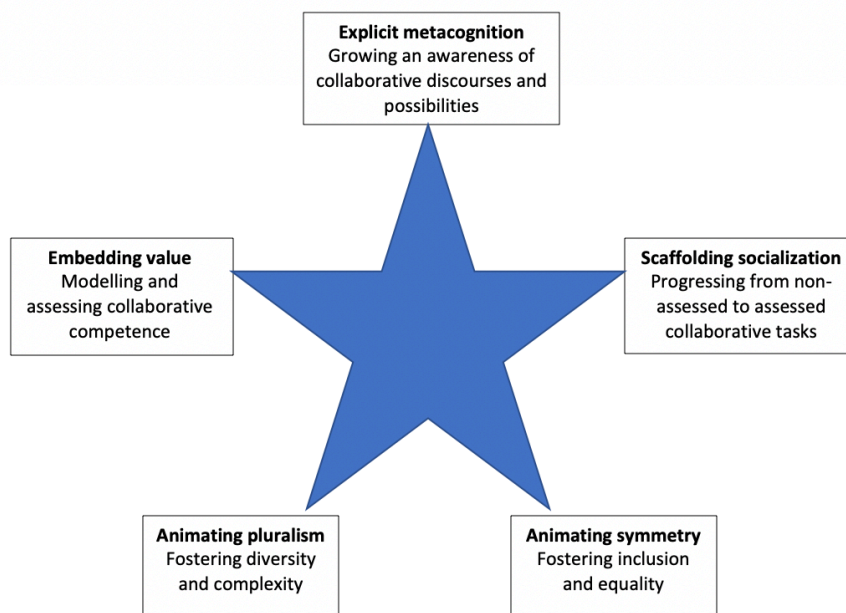 Explicit metacognition
Growing an awareness of
collaborative discourses and
possibilities
Embedding value
Modelling and
assessing collaborative
competence
Scaffolding socialization
Progressing from non-
assessed to assessed
collaborative tasks
Animating pluralism
Fostering diversity
and complexity
Animating symmetry
Fostering inclusion
and equality